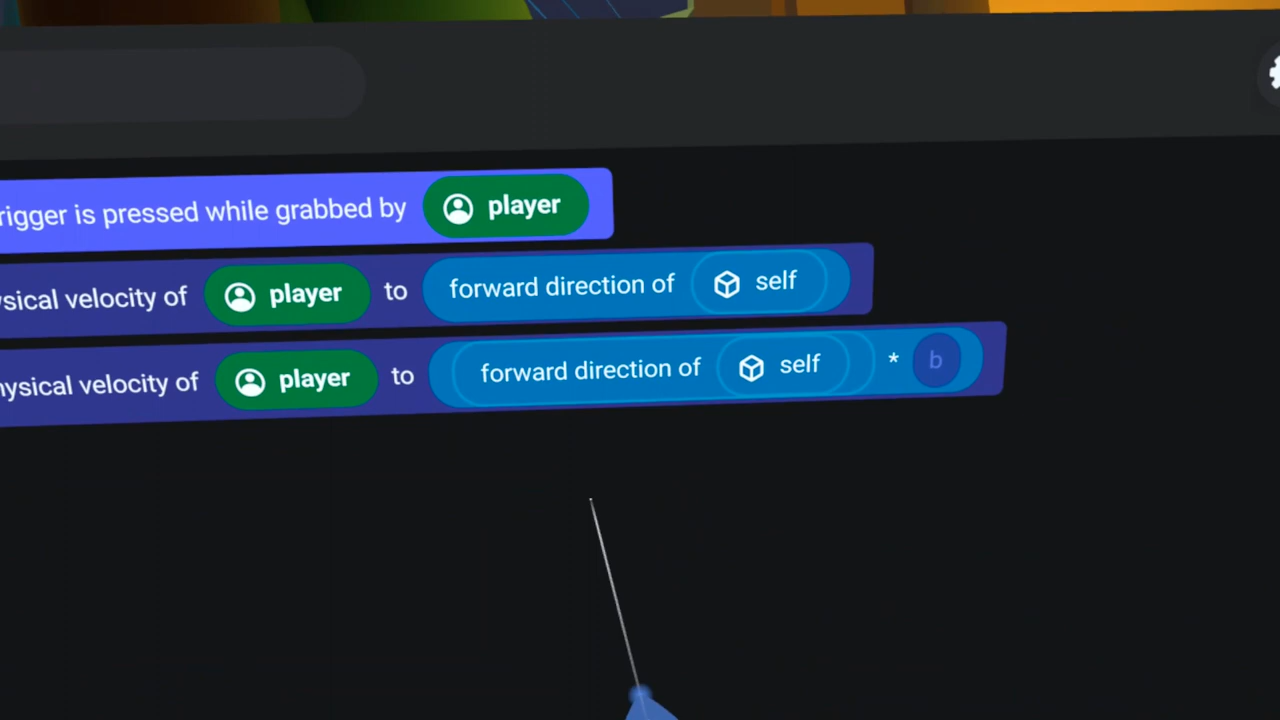 rigger is pressed while grabbed by player
sical velocity of player to forward direction of self
ysical velocity of player to forward direction of self * b